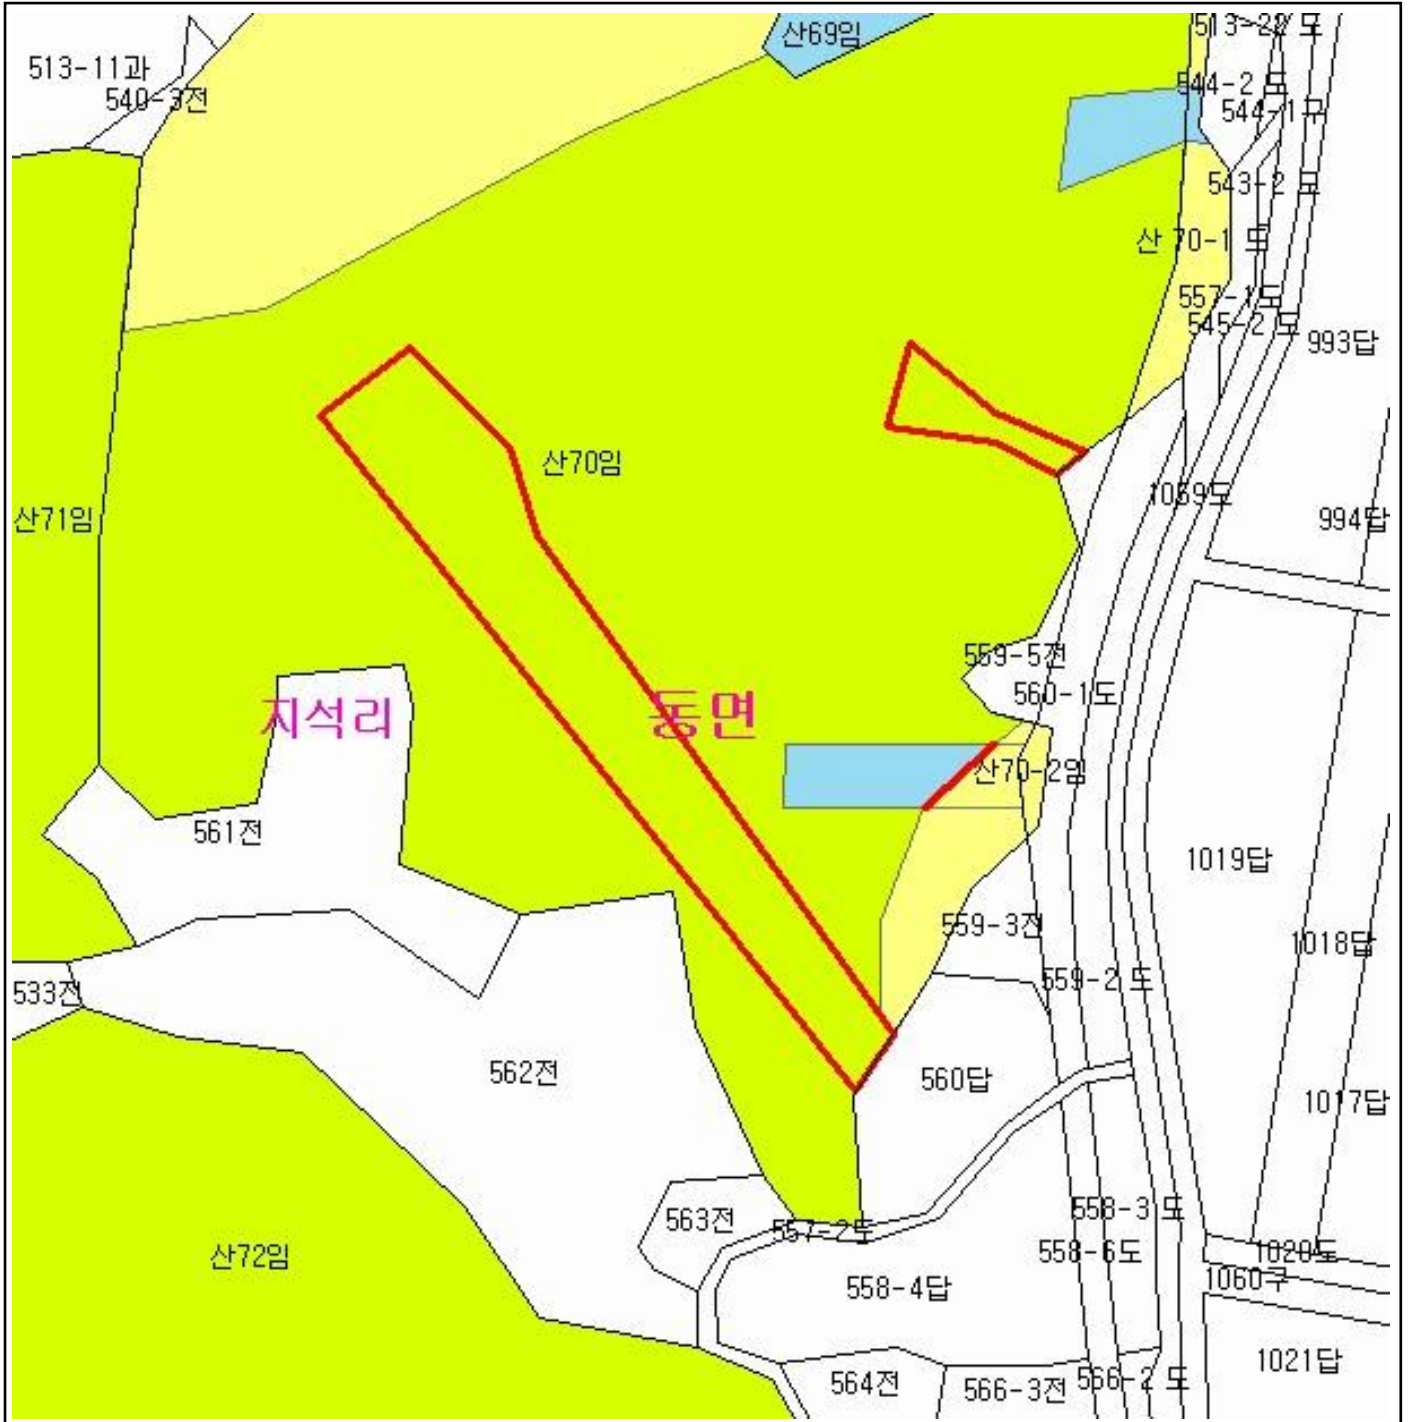 산69임
513-22 도
513-11과
540-3전
544-2 도
544-1구
543-2 도
산 70-1 도
557-1도
545-2 도
993답
산70임
산71임
1059도
994답
559-5전
560-1도
지석리
동면
산70-2임
561전
1019답
559-3전
1018답
533전
559-2 도
562전
560답
1017답
563전
557-2도
558-3 도
558-6도
1020도
산72임
1060구
558-4답
1021답
564전
566-3전
566-2 도